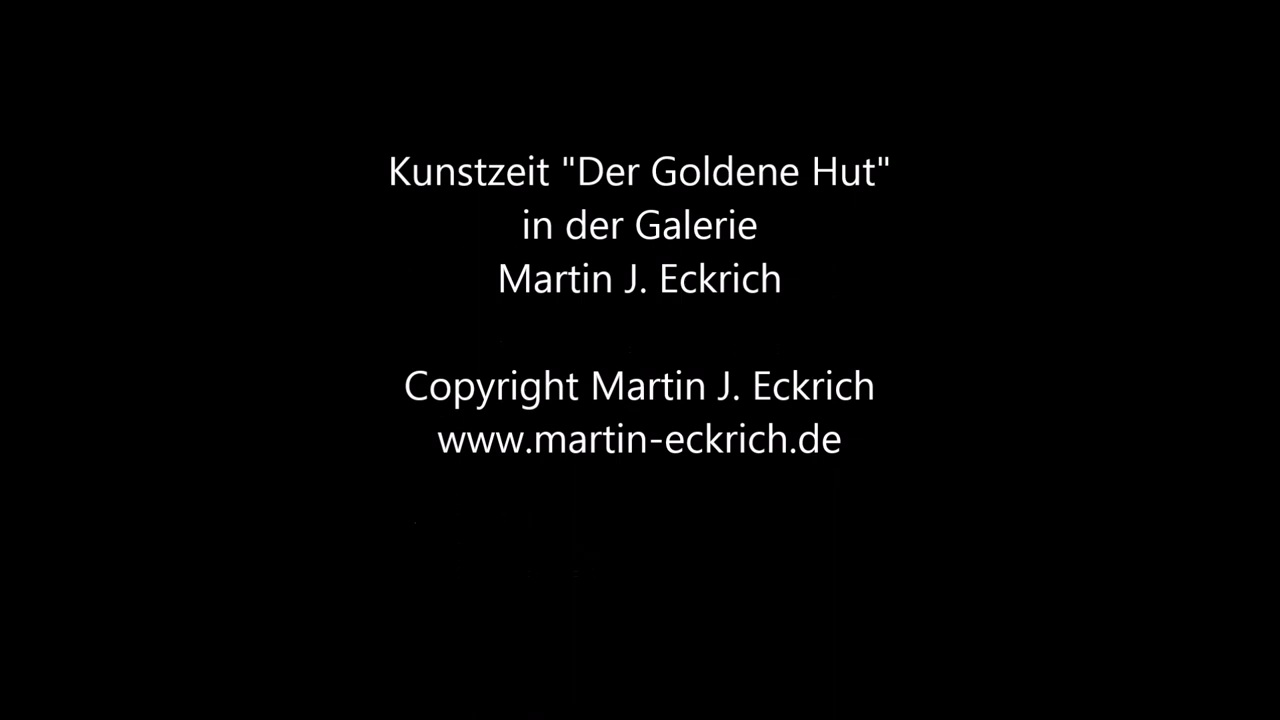 Kunstzeit "Der Goldene Hut"
in der Galerie
Martin J. Eckrich
Copyright Martin J. Eckrich
www.martin-eckrich.de